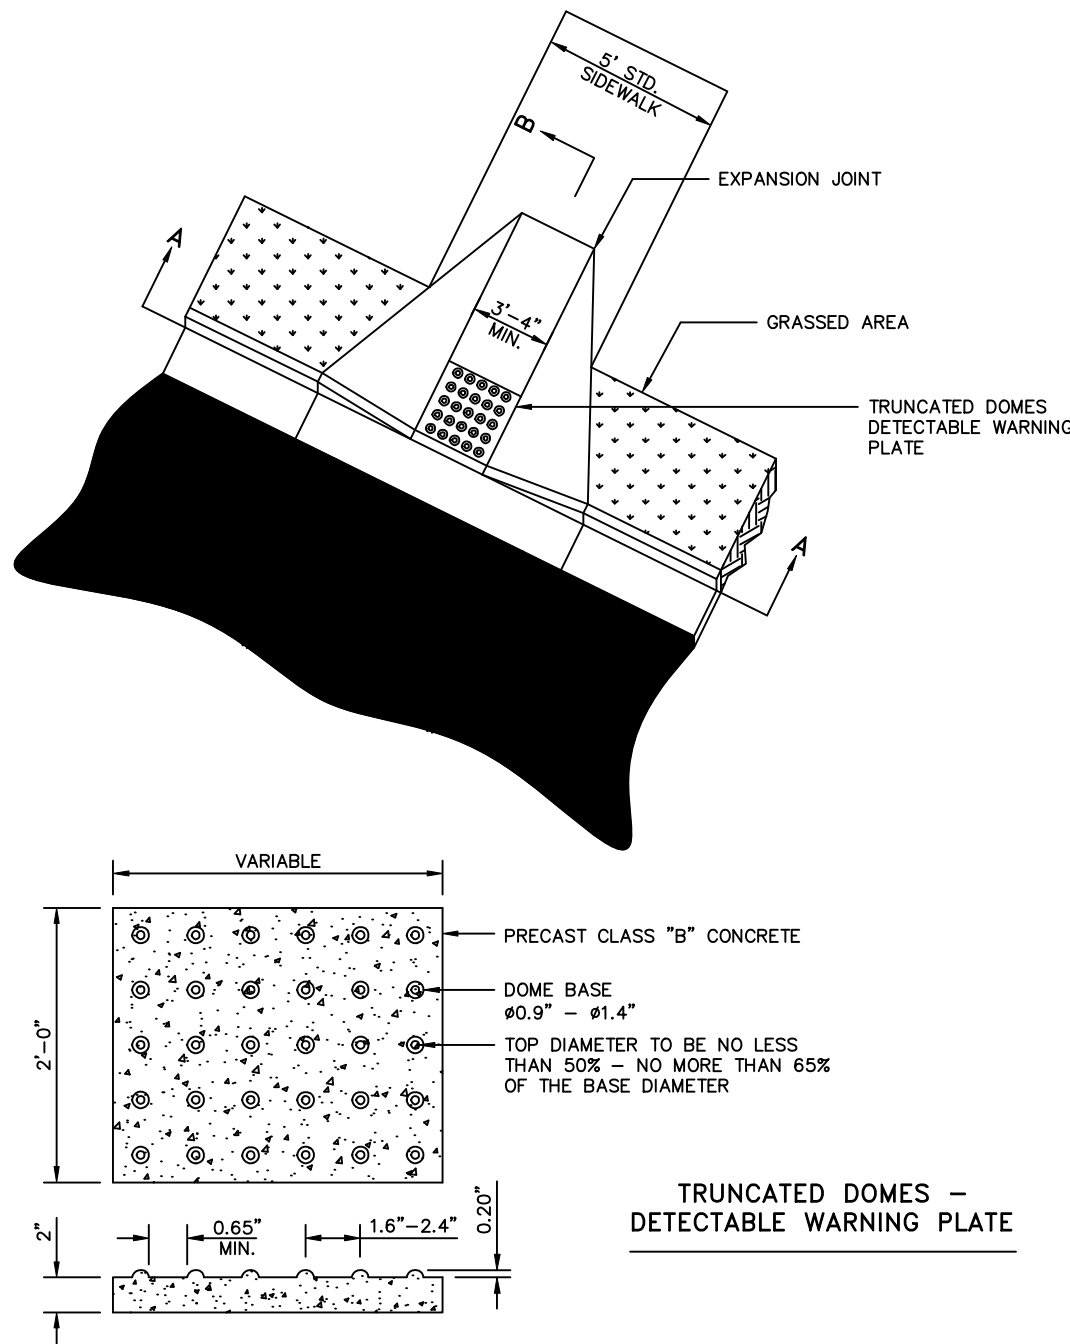 5' STD.
SIDEWALK
B
EXPANSION JOINT
A
3'-4"
MIN.
GRASSED AREA
TRUNCATED DOMES
DETECTABLE WARNING
PLATE
A
VARIABLE
PRECAST CLASS "B" CONCRETE
DOME BASE
ø0.9" – ø1.4"
2'-0"
TOP DIAMETER TO BE NO LESS
THAN 50% – NO MORE THAN 65%
OF THE BASE DIAMETER
TRUNCATED DOMES –
DETECTABLE WARNING PLATE
2"
0.65"
MIN.
1.6"–2.4"
0.20"